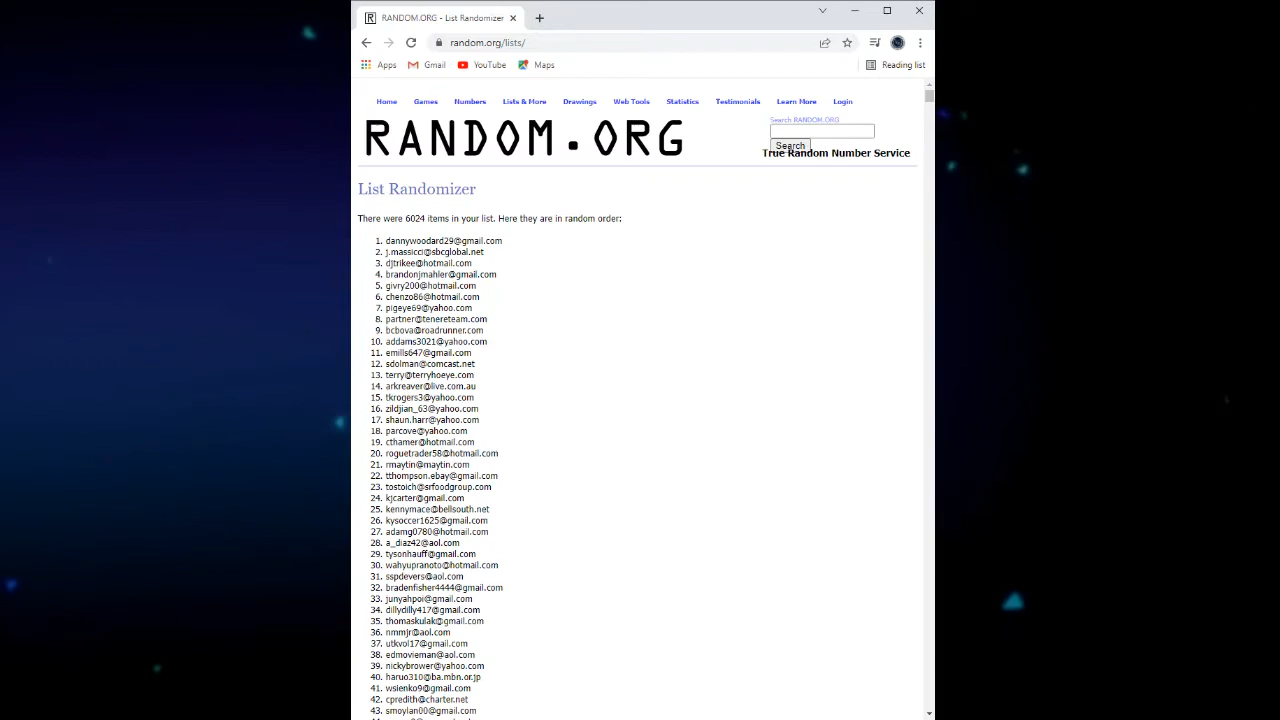 RANDOM.ORG - List Randomizer
random.org/lists/
Apps Gmail YouTube Maps Reading list
Home Games Numbers Lists & More Drawings Web Tools Statistics Testimonials Learn More Login
RANDOM.ORG
Search RANDOM.ORG
Search
True Random Number Service
List Randomizer
There were 6024 items in your list. Here they are in random order:
1. dannywoodard29@gmail.com
2. j.massicci@sbcglobal.net
3. djtrikee@hotmail.com
4. brandonjmahler@gmail.com
5. givry200@hotmail.com
6. chenzo86@hotmail.com
7. pigeye69@yahoo.com
8. partner@tenereteam.com
9. bcbova@roadrunner.com
10. addams3021@yahoo.com
11. emills647@gmail.com
12. sdolman@comcast.net
13. terry@terryhoeye.com
14. arkreaver@live.com.au
15. tkrogers3@yahoo.com
16. zildjian_63@yahoo.com
17. shaun.harr@yahoo.com
18. parcove@yahoo.com
19. cthamer@hotmail.com
20. roguetrader58@hotmail.com
21. rmaytin@maytin.com
22. tthompson.ebay@gmail.com
23. tostoich@srfoodgroup.com
24. kjcarter@gmail.com
25. kennymace@bellsouth.net
26. kysoccer1625@gmail.com
27. adamg0780@hotmail.com
28. a_diaz42@aol.com
29. tysonhauff@gmail.com
30. wahyupranoto@hotmail.com
31. sspdevers@aol.com
32. bradenfisher4444@gmail.com
33. junyahpoi@gmail.com
34. dillydilly417@gmail.com
35. thomaskulak@gmail.com
36. nmmjr@aol.com
37. utkvol17@gmail.com
38. edmovieman@aol.com
39. nickybrower@yahoo.com
40. haruo310@ba.mbn.or.jp
41. wsienko9@gmail.com
42. cpredith@charter.net
43. smoylan00@gmail.com